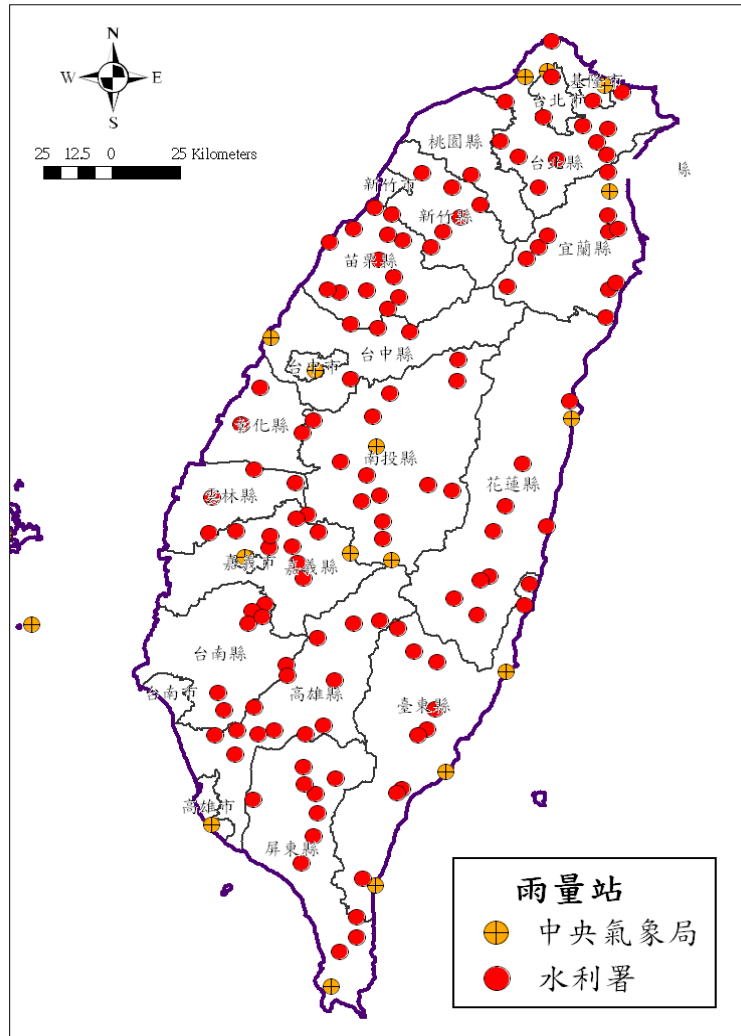 N
W E
S
25 12.5 0 25 Kilometers
基隆市
台北市
桃園縣
台北縣
縣
新竹市
新竹縣
宜蘭縣
苗栗縣
台中縣
台中市
彰化縣
南投縣
花蓮縣
雲林縣
嘉義市
嘉義縣
台南縣
台南市
高雄縣
臺東縣
高雄市
屏東縣
雨量站
中央氣象局
水利署